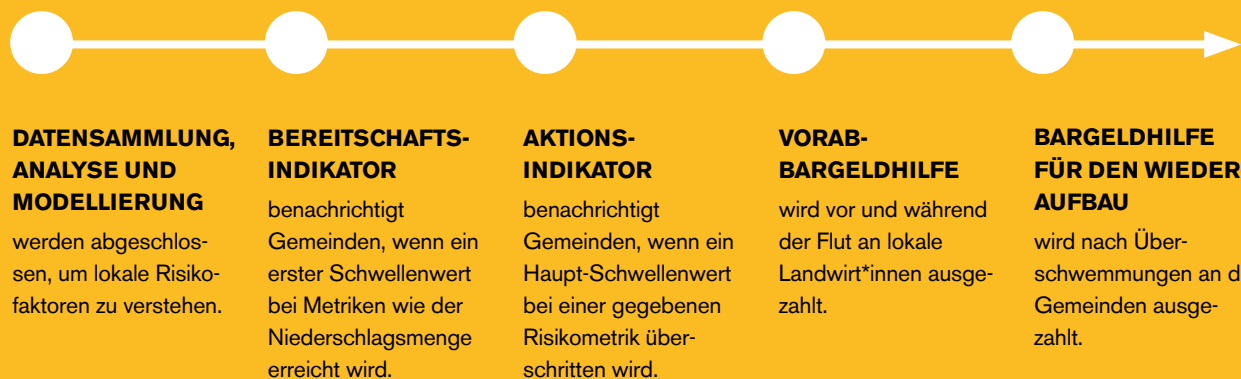 DATENSAMMLUNG,
ANALYSE UND
MODELLIERUNG
werden abgeschlos-
sen, um lokale Risiko-
faktoren zu verstehen.
BEREITSCHAFTS-
INDIKATOR
benachrichtigt
Gemeinden, wenn ein
erster Schwellenwert
bei Metriken wie der
Niederschlagsmenge
erreicht wird.
AKTIONS-
INDIKATOR
benachrichtigt
Gemeinden, wenn ein
Haupt-Schwellenwert
bei einer gegebenen
Risikometrik über-
schritten wird.
VORAB-
BARGELDHILFE
wird vor und während
der Flut an lokale
Landwirt*innen ausge-
zahlt.
BARGELDHILFE
FÜR DEN WIEDER
AUFBAU
wird nach Über-
schwemmungen an d
Gemeinden ausge-
zahlt.